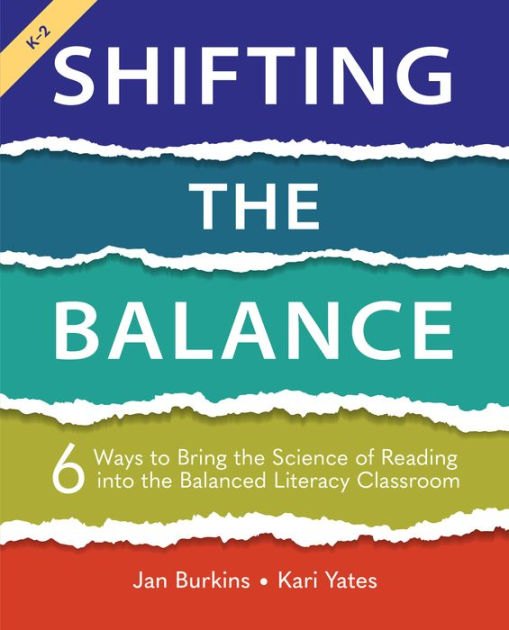 K–2
SHIFTING
THE
BALANCE
6 Ways to Bring the Science of Reading
into the Balanced Literacy Classroom
Jan Burkins • Kari Yates